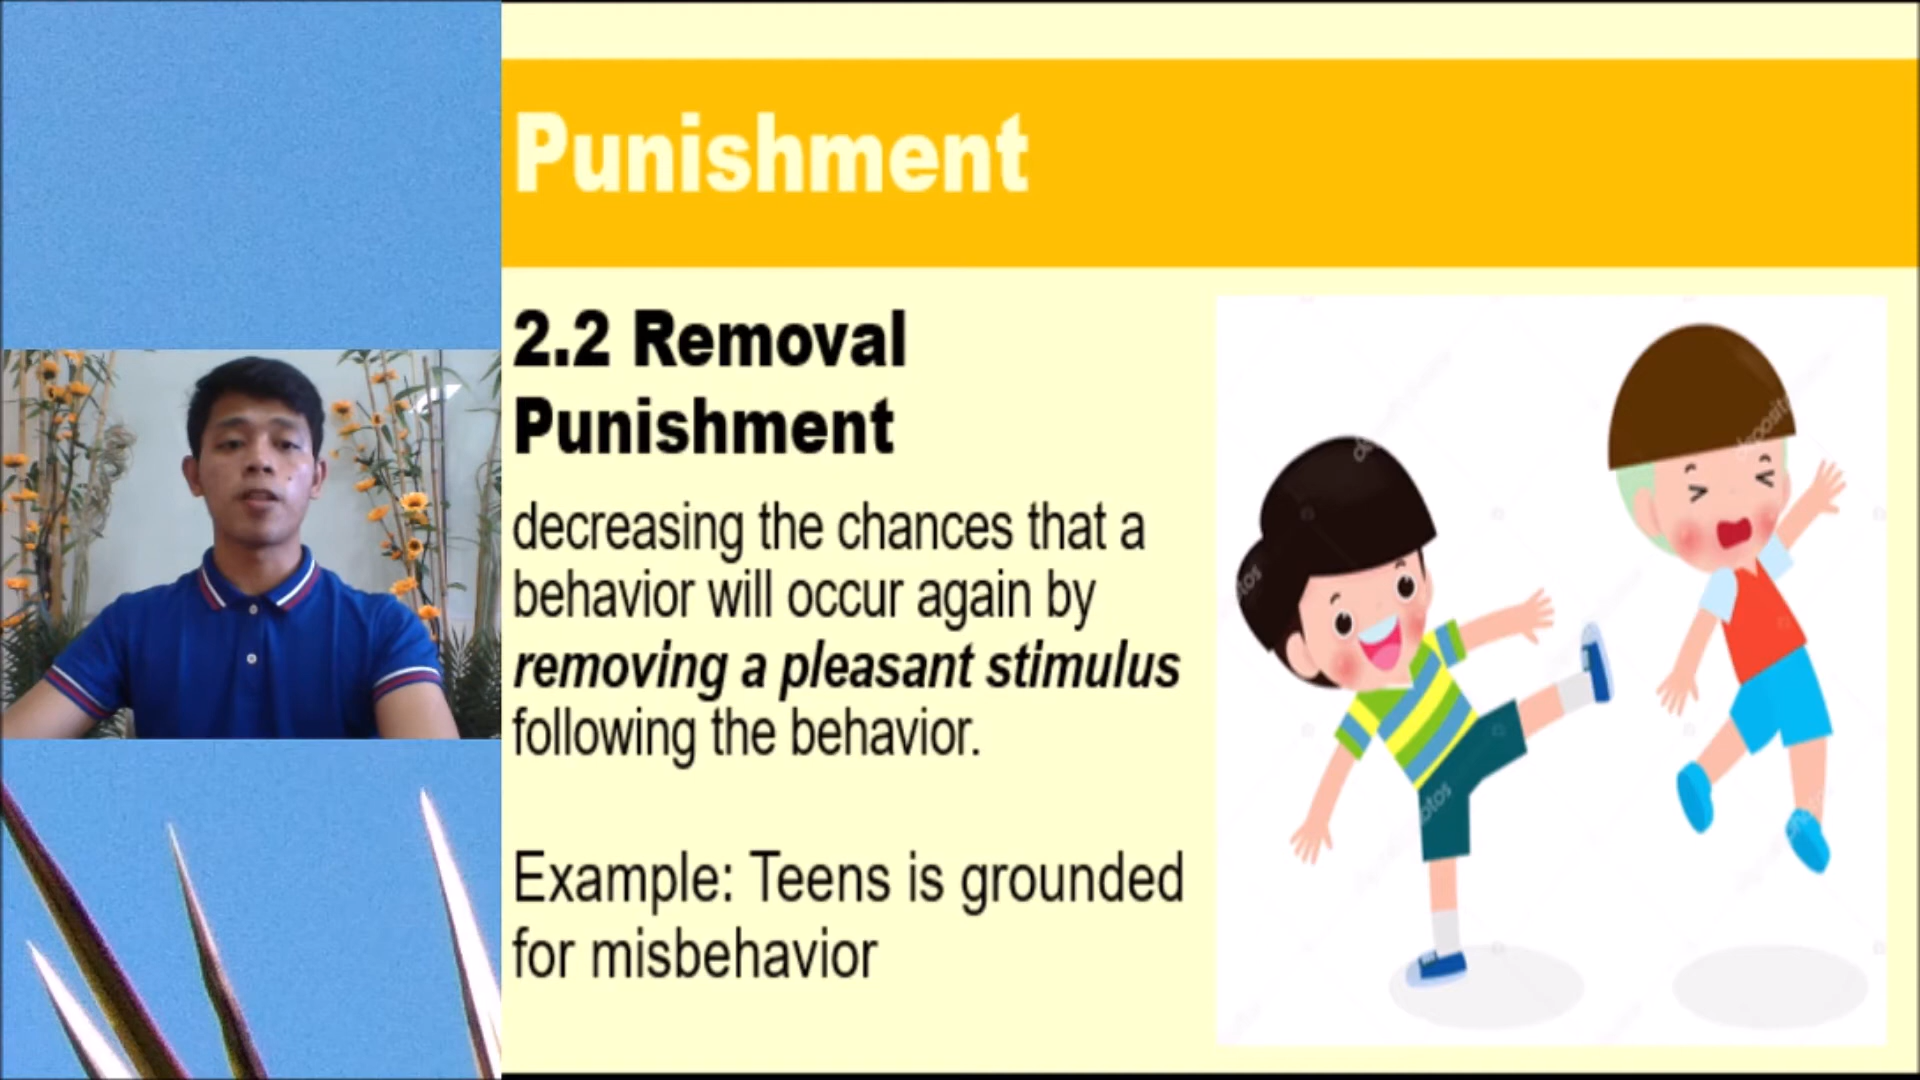 Punishment
2.2 Removal
Punishment
decreasing the chances that a
behavior will occur again by
removing a pleasant stimulus
following the behavior.
Example: Teens is grounded
for misbehavior